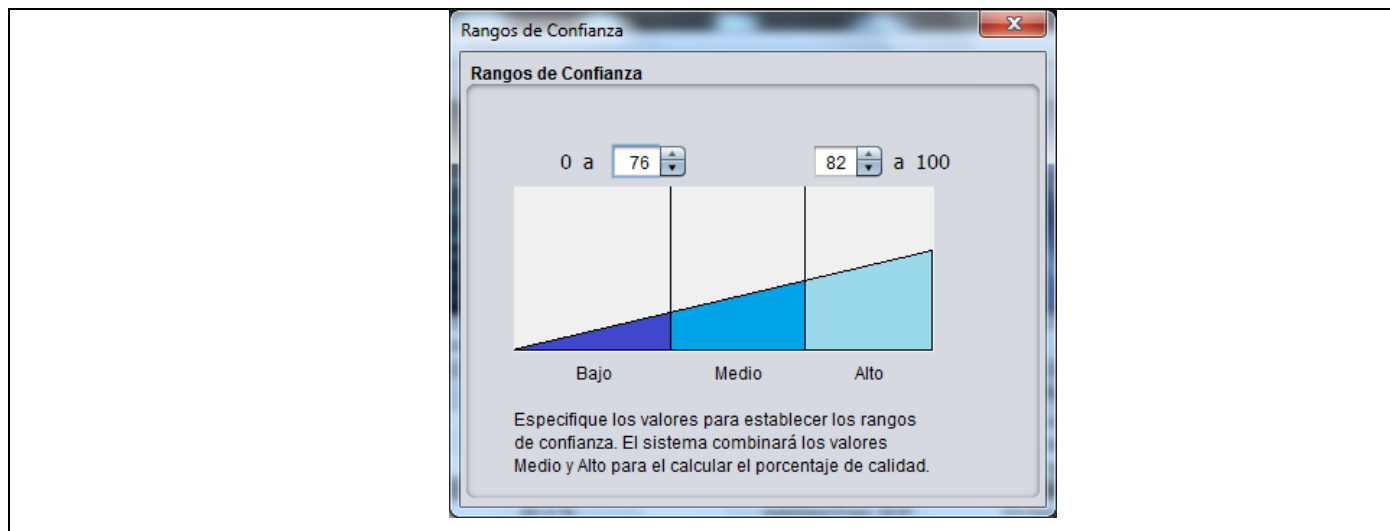 Rangos de Confianza
Rangos de Confianza
0 a 76 82 a 100
Bajo Medio Alto
Especifique los valores para establecer los rangos
de confianza. El sistema combinará los valores
Medio y Alto para el calcular el porcentaje de calidad.